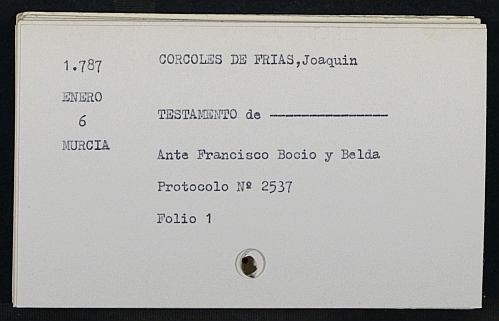 1.787
ENERO
6
MURCIA
CORCOLES DE FRIAS,Joaquin
TESTAMENTO de ---------------
Ante Francisco Bocio y Belda
Protocolo Nº 2537
Folio 1